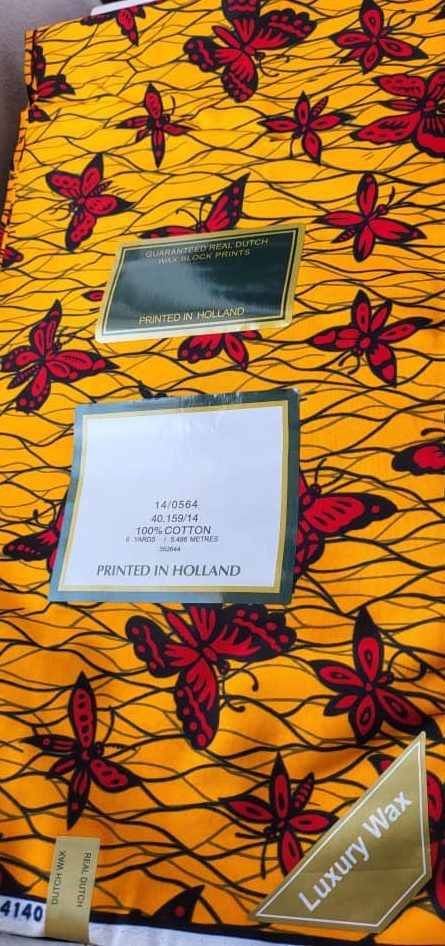 GUARANTEED REAL DUTCH
WAX BLOCK PRINTS
PRINTED IN HOLLAND
14/0564
40.159/14
100% COTTON
6 YARDS / 5.486 METRES
352644
PRINTED IN HOLLAND
Luxury Wax
REAL DUTCH
DUTCH WAX
4140